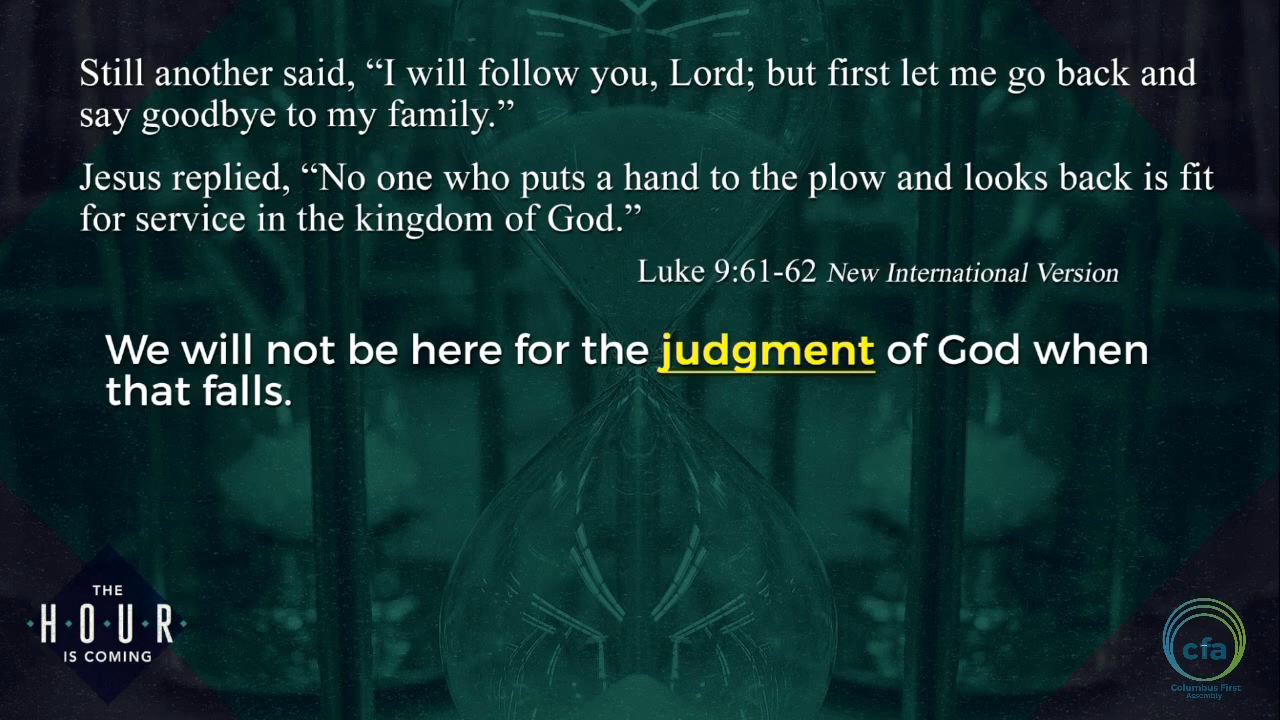 Still another said, “I will follow you, Lord; but first let me go back and
say goodbye to my family.”
Jesus replied, “No one who puts a hand to the plow and looks back is fit
for service in the kingdom of God.”
Luke 9:61-62 New International Version
We will not be here for the judgment of God when
that falls.
THE
H·O·U·R
IS COMING
cfa
Columbus First
Assembly